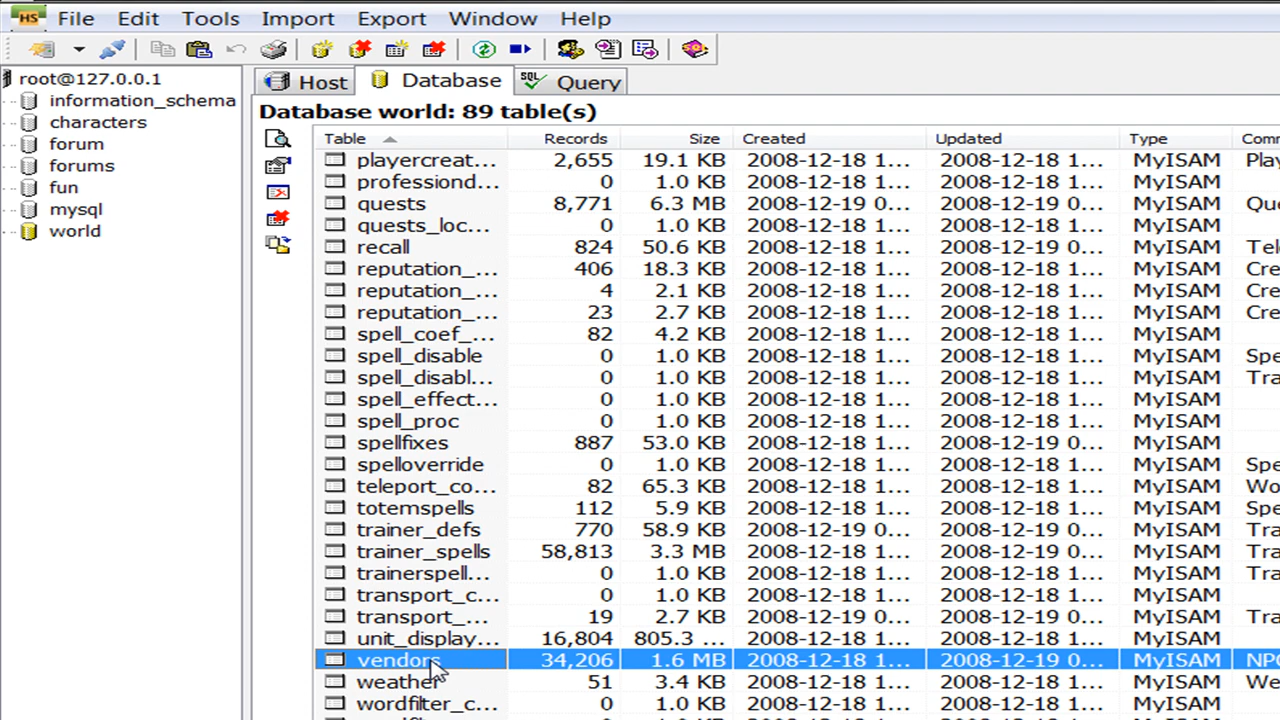 HS File Edit Tools Import Export Window Help
root@127.0.0.1
information_schema
characters
forum
forums
fun
mysql
world
Host Database SQL Query
Database world: 89 table(s)
Table Records Size Created Updated Type Comm
playercreat... 2,655 19.1 KB 2008-12-18 1... 2008-12-18 1... MyISAM Play
professiond... 0 1.0 KB 2008-12-18 1... 2008-12-18 1... MyISAM
quests 8,771 6.3 MB 2008-12-18 1... 2008-12-19 0... MyISAM Que
quests_loc... 0 1.0 KB 2008-12-18 1... 2008-12-18 1... MyISAM
recall 824 50.6 KB 2008-12-18 1... 2008-12-19 0... MyISAM Tele
reputation_... 406 18.3 KB 2008-12-18 1... 2008-12-18 1... MyISAM Cre
reputation_... 4 2.1 KB 2008-12-18 1... 2008-12-18 1... MyISAM Cre
reputation_... 23 2.7 KB 2008-12-18 1... 2008-12-18 1... MyISAM Cre
spell_coef_... 82 4.2 KB 2008-12-18 1... 2008-12-18 1... MyISAM
spell_disable 0 1.0 KB 2008-12-18 1... 2008-12-18 1... MyISAM Spe
spell_disabl... 0 1.0 KB 2008-12-18 1... 2008-12-18 1... MyISAM Tra
spell_effect... 0 1.0 KB 2008-12-18 1... 2008-12-18 1... MyISAM
spell_proc 0 1.0 KB 2008-12-18 1... 2008-12-18 1... MyISAM
spellfixes 887 53.0 KB 2008-12-18 1... 2008-12-19 0... MyISAM
spelloverride 0 1.0 KB 2008-12-18 1... 2008-12-18 1... MyISAM Spe
teleport_co... 82 65.3 KB 2008-12-18 1... 2008-12-18 1... MyISAM Wo
totemspells 112 5.9 KB 2008-12-18 1... 2008-12-18 1... MyISAM Spe
trainer_defs 770 58.9 KB 2008-12-18 1... 2008-12-19 0... MyISAM Tra
trainer_spells 58,813 3.3 MB 2008-12-18 1... 2008-12-19 0... MyISAM Tra
trainerspell... 0 1.0 KB 2008-12-18 1... 2008-12-18 1... MyISAM Tra
transport_c... 0 1.0 KB 2008-12-18 1... 2008-12-18 1... MyISAM
transport_... 19 2.7 KB 2008-12-18 1... 2008-12-19 0... MyISAM Tra
unit_display... 16,804 805.3 ... 2008-12-18 1... 2008-12-18 1... MyISAM
vendors 34,206 1.6 MB 2008-12-18 1... 2008-12-19 0... MyISAM NPC
weather 51 3.4 KB 2008-12-18 1... 2008-12-18 1... MyISAM We
wordfilter_c... 0 1.0 KB 2008-12-18 1... 2008-12-18 1... MyISAM